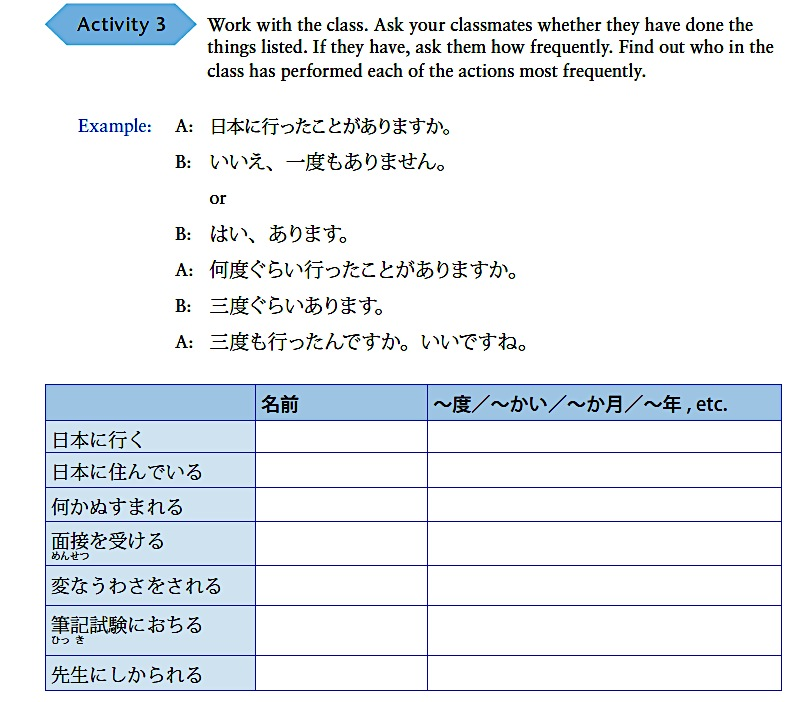 Activity 3
Work with the class. Ask your classmates whether they have done the
things listed. If they have, ask them how frequently. Find out who in the
class has performed each of the actions most frequently.
Example: A: 日本に行ったことがありますか。
B: いいえ、一度もありません。
or
B: はい、あります。
A: 何度ぐらい行ったことがありますか。
B: 三度ぐらいあります。
A: 三度も行ったんですか。いいですね。
名前 〜度／〜かい／〜か月／〜年 , etc.
日本に行く
日本に住んでいる
何かぬすまれる
面接を受ける
めんせつ
変なうわさをされる
筆記試験におちる
ひっ き
先生にしかられる